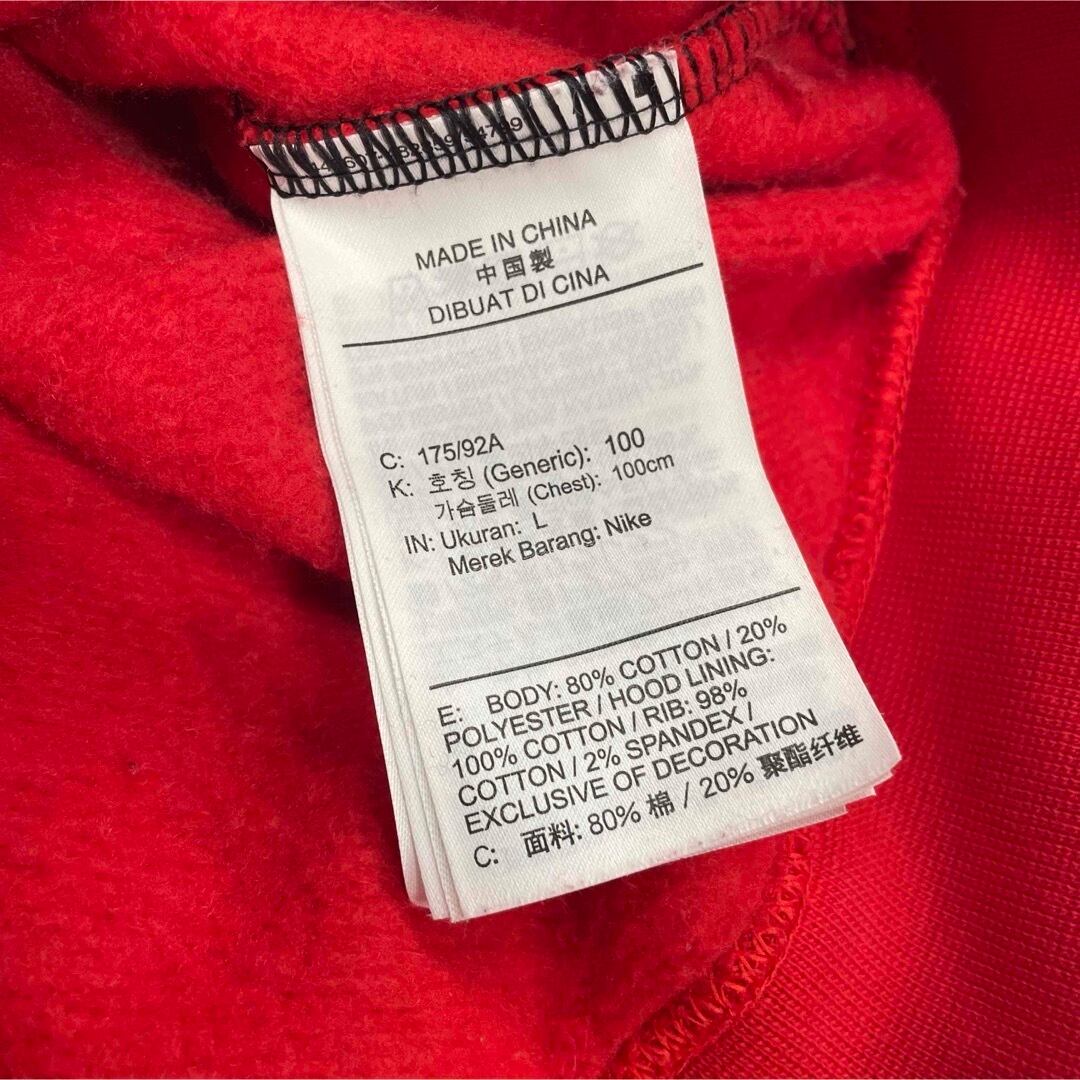 MADE IN CHINA
中国製
DIBUAT DI CINA
C: 175/92A
K: 호칭 (Generic): 100
가슴둘레 (Chest): 100cm
IN: Ukuran: L
Merek Barang: Nike
E: BODY: 80% COTTON / 20%
POLYESTER / HOOD LINING:
100% COTTON / RIB: 98%
COTTON / 2% SPANDEX /
EXCLUSIVE OF DECORATION
C: 面料: 80% 棉 / 20% 聚酯纤维